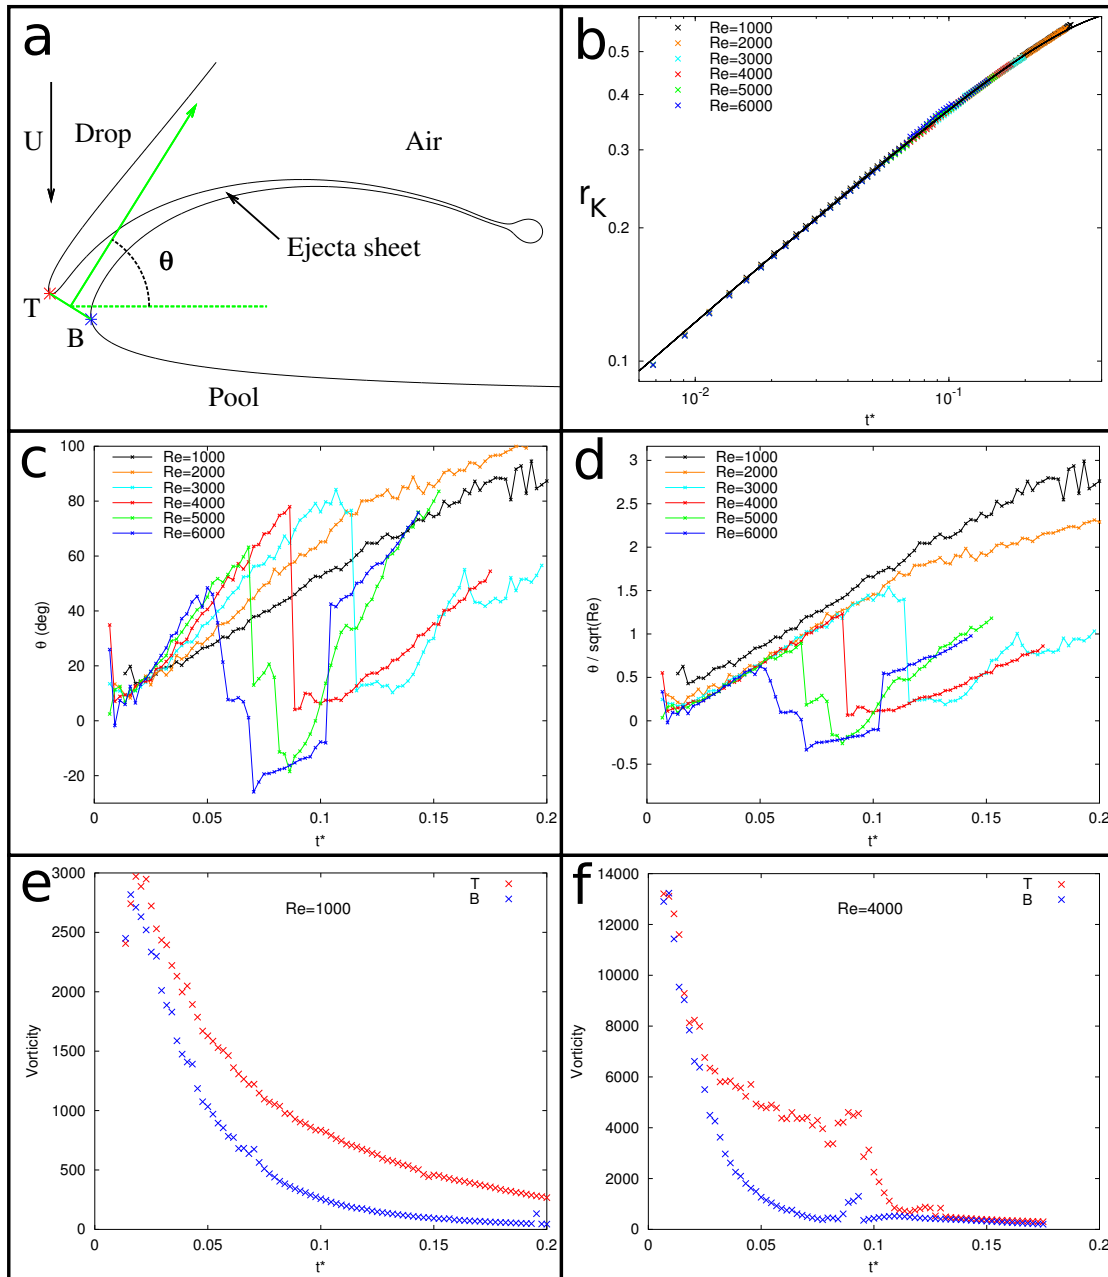 a
U
Drop
Air
Ejecta sheet
θ
T
B
Pool
b
Re=1000
Re=2000
Re=3000
Re=4000
Re=5000
Re=6000
0.5
0.4
0.3
0.2
0.1
r_K
10^-2
10^-1
t*
c
Re=1000
Re=2000
Re=3000
Re=4000
Re=5000
Re=6000
100
80
60
40
20
0
-20
θ (deg)
0
0.05
0.1
0.15
0.2
t*
d
Re=1000
Re=2000
Re=3000
Re=4000
Re=5000
Re=6000
3
2.5
2
1.5
1
0.5
0
-0.5
θ / sqrt(Re)
0
0.05
0.1
0.15
0.2
t*
e
Re=1000
T
B
3000
2500
2000
1500
1000
500
0
Vorticity
0
0.05
0.1
0.15
0.2
t*
f
Re=4000
T
B
14000
12000
10000
8000
6000
4000
2000
0
Vorticity
0
0.05
0.1
0.15
0.2
t*